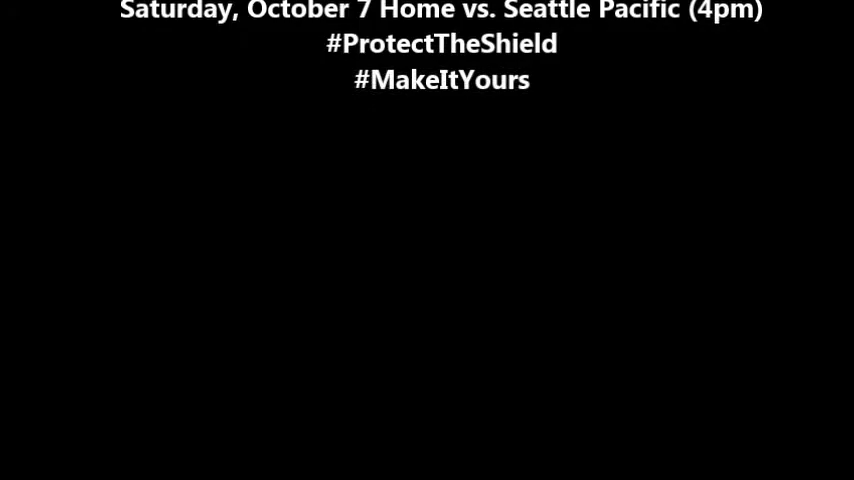 Saturday, October 7 Home vs. Seattle Pacific (4pm)
#ProtectTheShield
#MakeItYours